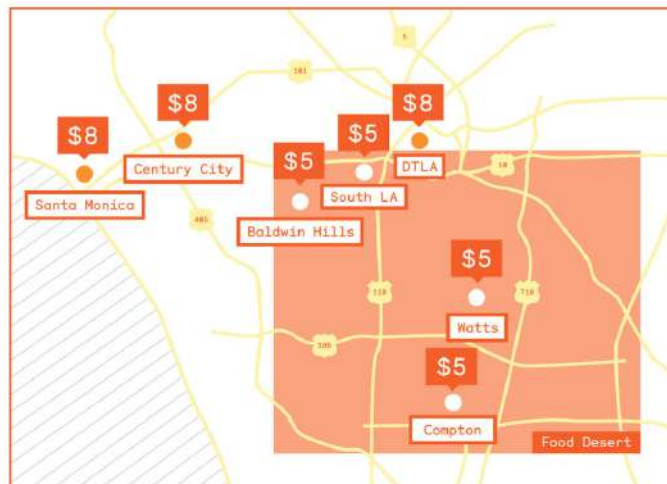 5
101
$8
$8
$8
$5
$5
Century City
DTLA
10
South LA
Santa Monica
405
Baldwin Hills
$5
110
710
Watts
105
$5
Compton
Food Desert